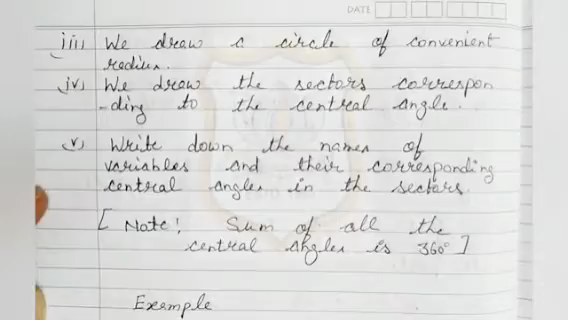 DATE
iii) We draw a circle of convenient
radius.
iv) We draw the sectors correspon
-ding to the central angle.
v) Write down the names of
variables and their corresponding
central angles in the sectors.
[ Note! Sum of all the
central angles is 360° ]
Example